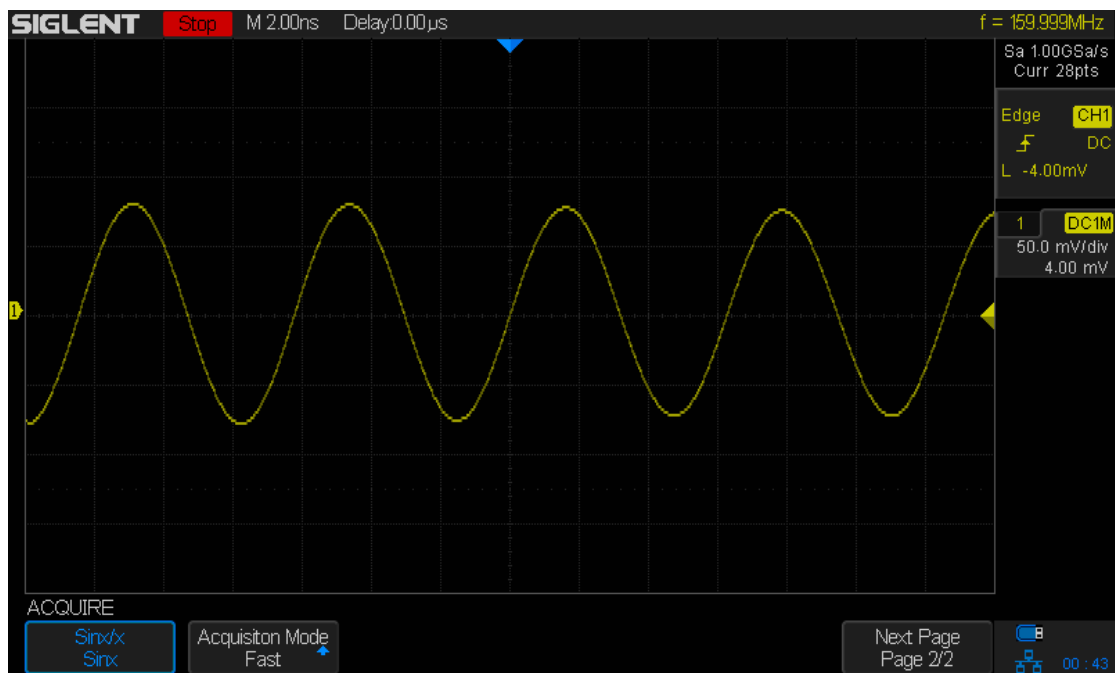 SIGLENT Stop M 2.00ns Delay:0.00µs f = 159.999MHz
Sa 1.00GSa/s
Curr 28pts
Edge CH1
DC
L -4.00mV
1 DC1M
50.0 mV/div
4.00 mV
1
ACQUIRE
Sinx/x
Sinx
Acquisiton Mode
Fast
Next Page
Page 2/2
00 : 43